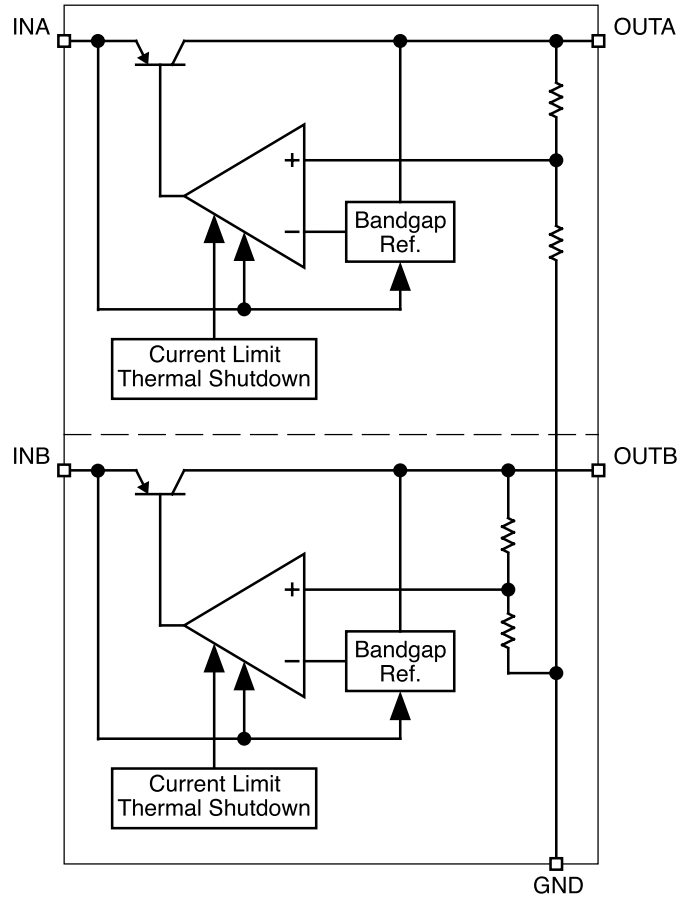 INA
OUTA
+
−
Bandgap
Ref.
Current Limit
Thermal Shutdown
INB
OUTB
+
−
Bandgap
Ref.
Current Limit
Thermal Shutdown
GND